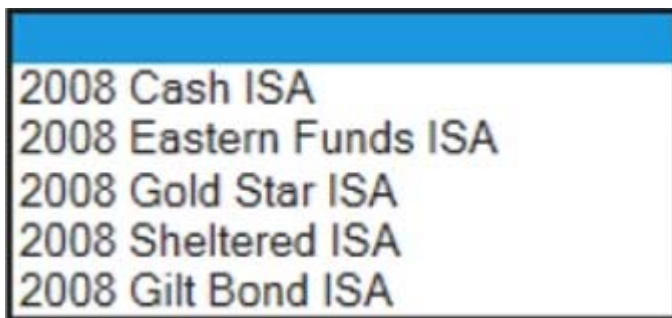 2008 Cash ISA
2008 Eastern Funds ISA
2008 Gold Star ISA
2008 Sheltered ISA
2008 Gilt Bond ISA